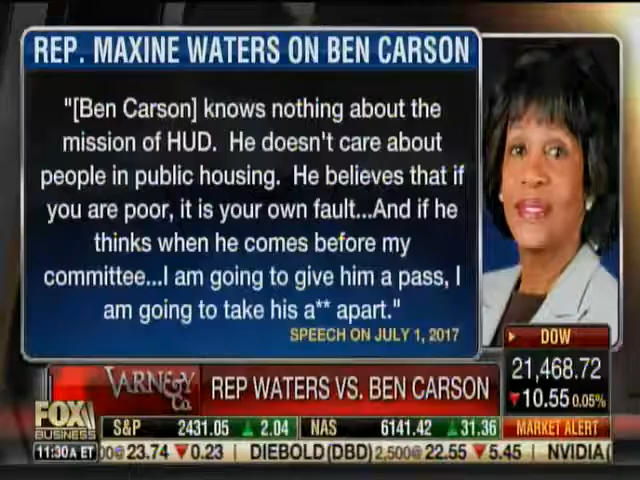 REP. MAXINE WATERS ON BEN CARSON
"[Ben Carson] knows nothing about the
mission of HUD.  He doesn't care about
people in public housing.  He believes that if
you are poor, it is your own fault...And if he
thinks when he comes before my
committee...I am going to give him a pass, I
am going to take his a** apart."
SPEECH ON JULY 1, 2017
DOW
21,468.72
▼10.55 0.05%
MARKET ALERT
VARNEY
& Co.
REP WATERS VS. BEN CARSON
FOX
BUSINESS
S&P 2431.05 ▲ 2.04 NAS 6141.42 ▲ 31.36
11:30A ET
00@ 23.74 ▼0.23 | DIEBOLD(DBD) 2,500@ 22.55 ▼5.45 | NVIDIA(